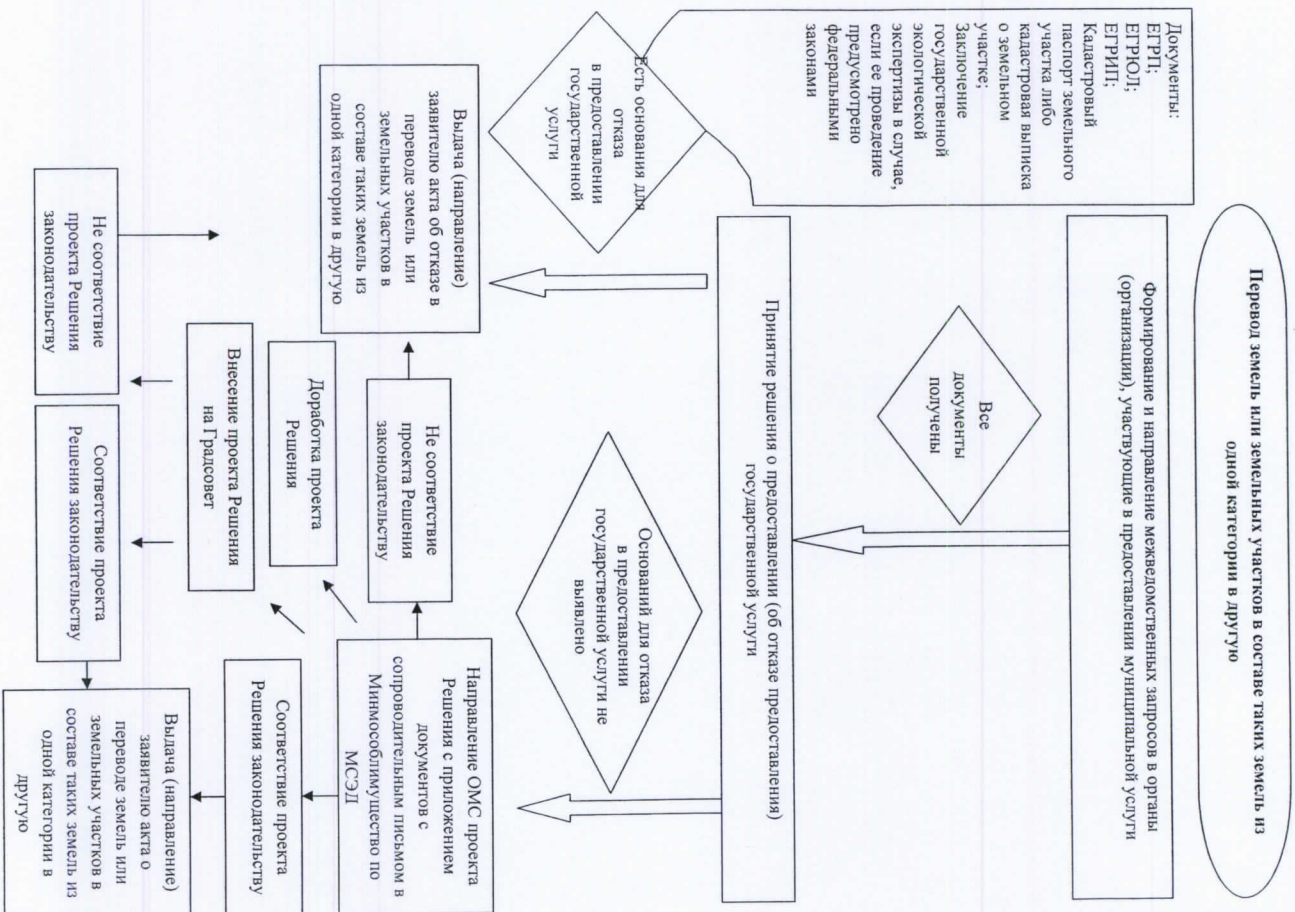 Перевод земель или земельных участков в составе таких земель из
одной категории в другую
Формирование и направление межведомственных запросов в органы
(организации), участвующие в предоставлении муниципальной услуги
Документы:
ЕГРП;
ЕГРЮЛ;
ЕГРИП;
Кадастровый
паспорт земельного
участка либо
кадастровая выписка
о земельном
участке;
Заключение
государственной
экологической
экспертизы в случае,
если ее проведение
предусмотрено
федеральными
законами
Все
документы
получены
Принятие решения о предоставлении (об отказе предоставления)
государственной услуги
Есть основания для
отказа
в предоставлении
государственной
услуги
Оснований для отказа
в предоставлении
государственной услуги не
выявлено
Выдача (направление)
заявителю акта об отказе в
переводе земель или
земельных участков в
составе таких земель из
одной категории в другую
Не соответствие
проекта Решения
законодательству
Направление ОМС проекта
Решения с приложением
документов с
сопроводительным письмом в
Минмособлимущество по
МСЭД
Доработка проекта
Решения
Внесение проекта Решения
на Градсовет
Соответствие проекта
Решения законодательству
Не соответствие
проекта Решения
законодательству
Соответствие проекта
Решения законодательству
Выдача (направление)
заявителю акта о
переводе земель или
земельных участков в
составе таких земель из
одной категории в
другую